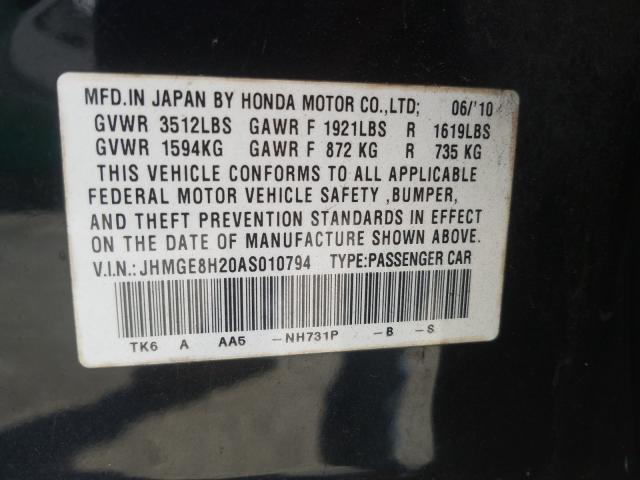 MFD.IN JAPAN BY HONDA MOTOR CO.,LTD; 06/'10
GVWR 3512LBS GAWR F 1921LBS R 1619LBS
GVWR 1594KG GAWR F 872 KG R 735 KG
THIS VEHICLE CONFORMS TO ALL APPLICABLE
FEDERAL MOTOR VEHICLE SAFETY ,BUMPER,
AND THEFT PREVENTION STANDARDS IN EFFECT
ON THE DATE OF MANUFACTURE SHOWN ABOVE.
V.I.N.: JHMGE8H20AS010794 TYPE:PASSENGER CAR
TK6 A AA5 -NH731P -B -S